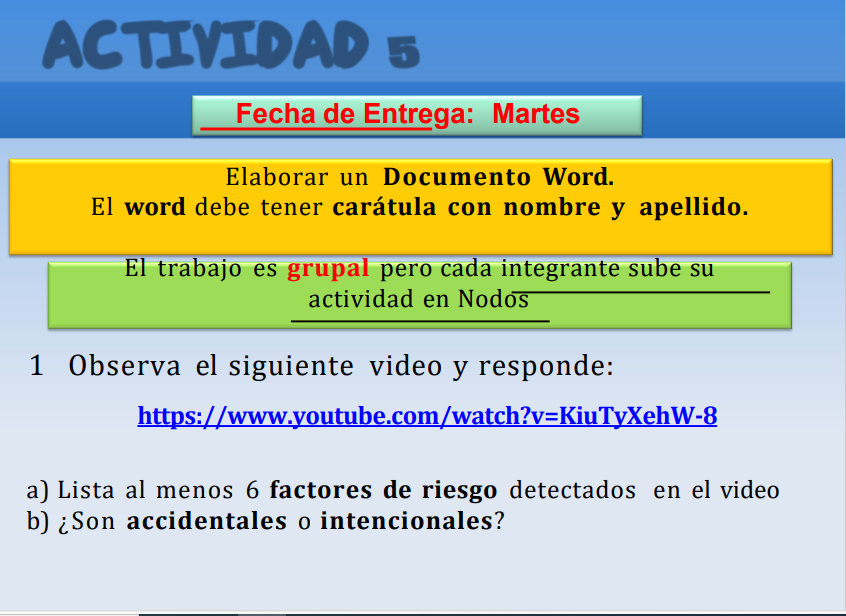 ACTIVIDAD 5
Fecha de Entrega: Martes
Elaborar un Documento Word.
El word debe tener carátula con nombre y apellido.
El trabajo es grupal pero cada integrante sube su
actividad en Nodos
1 Observa el siguiente video y responde:
https://www.youtube.com/watch?v=KiuTyXehW-8
a) Lista al menos 6 factores de riesgo detectados en el video
b) ¿Son accidentales o intencionales?